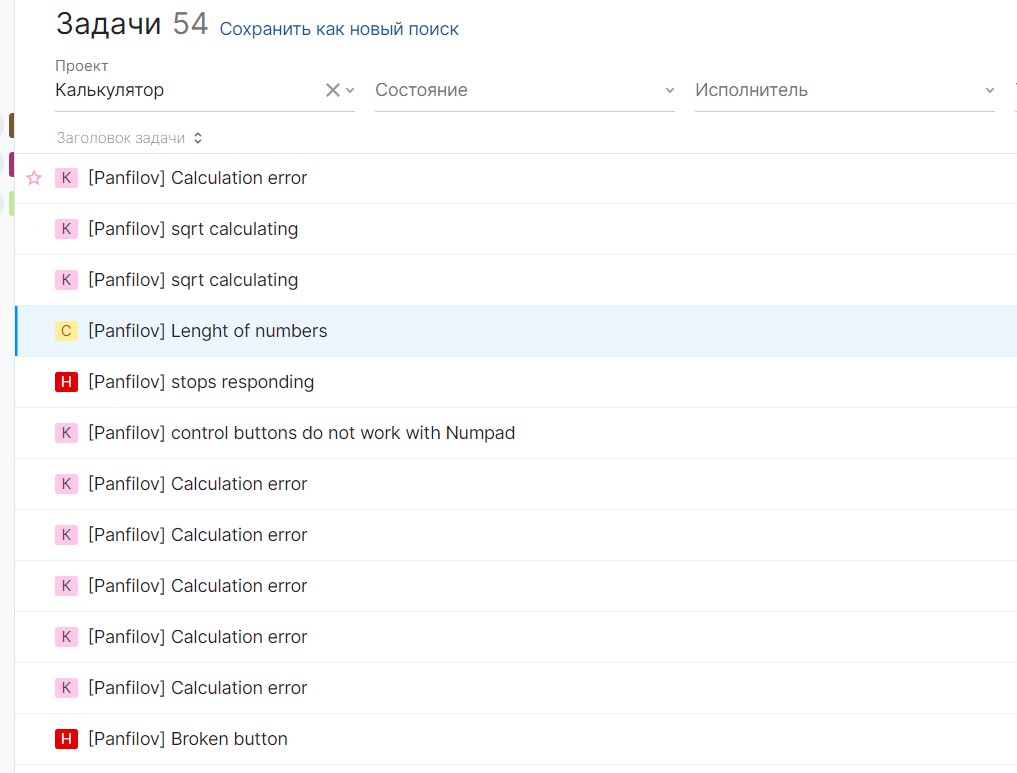 Задачи 54 Сохранить как новый поиск
Проект
Калькулятор Состояние Исполнитель
Заголовок задачи
К [Panfilov] Calculation error
К [Panfilov] sqrt calculating
К [Panfilov] sqrt calculating
С [Panfilov] Lenght of numbers
Н [Panfilov] stops responding
К [Panfilov] control buttons do not work with Numpad
К [Panfilov] Calculation error
К [Panfilov] Calculation error
К [Panfilov] Calculation error
К [Panfilov] Calculation error
К [Panfilov] Calculation error
Н [Panfilov] Broken button